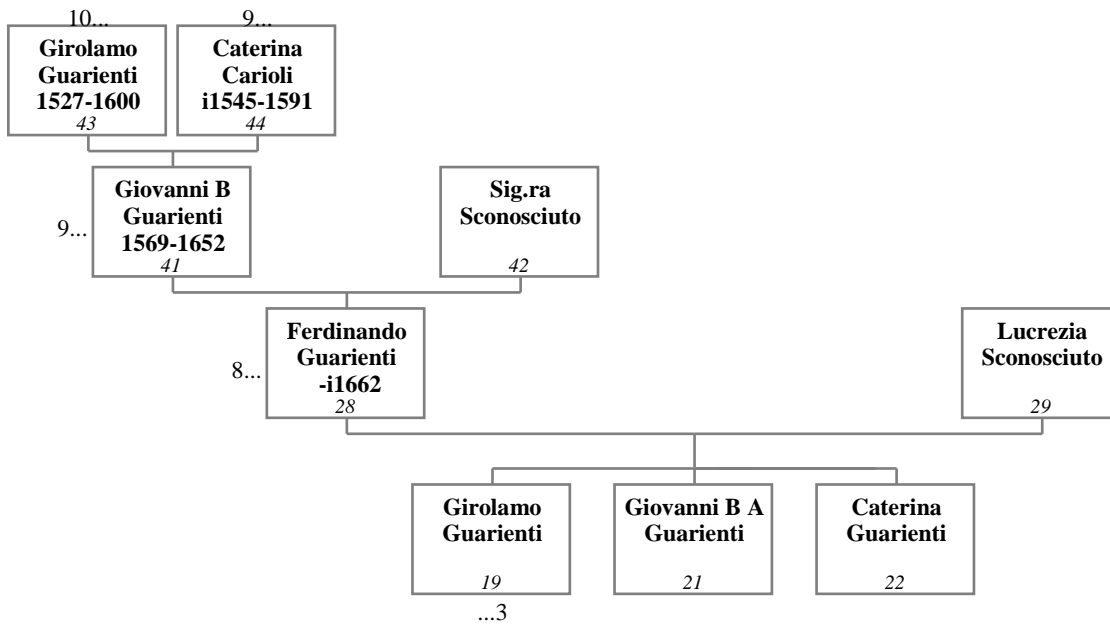 10...
9...
Girolamo
Guarienti
1527-1600
43
Caterina
Carioli
i1545-1591
44
9...
Giovanni B
Guarienti
1569-1652
41
Sig.ra
Sconosciuto
42
8...
Ferdinando
Guarienti
-i1662
28
Lucrezia
Sconosciuto
29
Girolamo
Guarienti
19
Giovanni B A
Guarienti
21
Caterina
Guarienti
22
...3